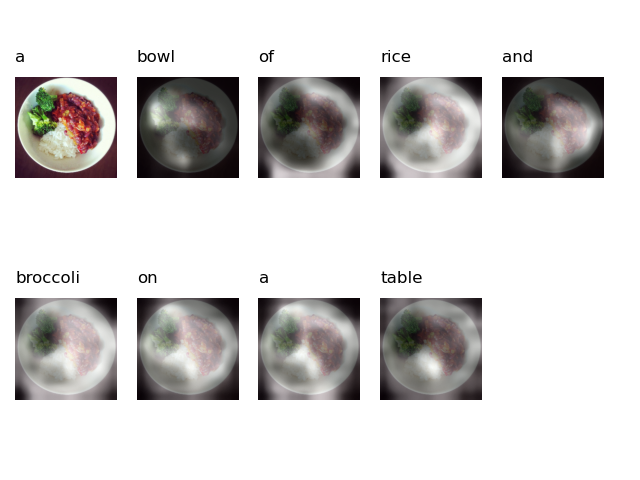 a bowl of rice and
broccoli on a table